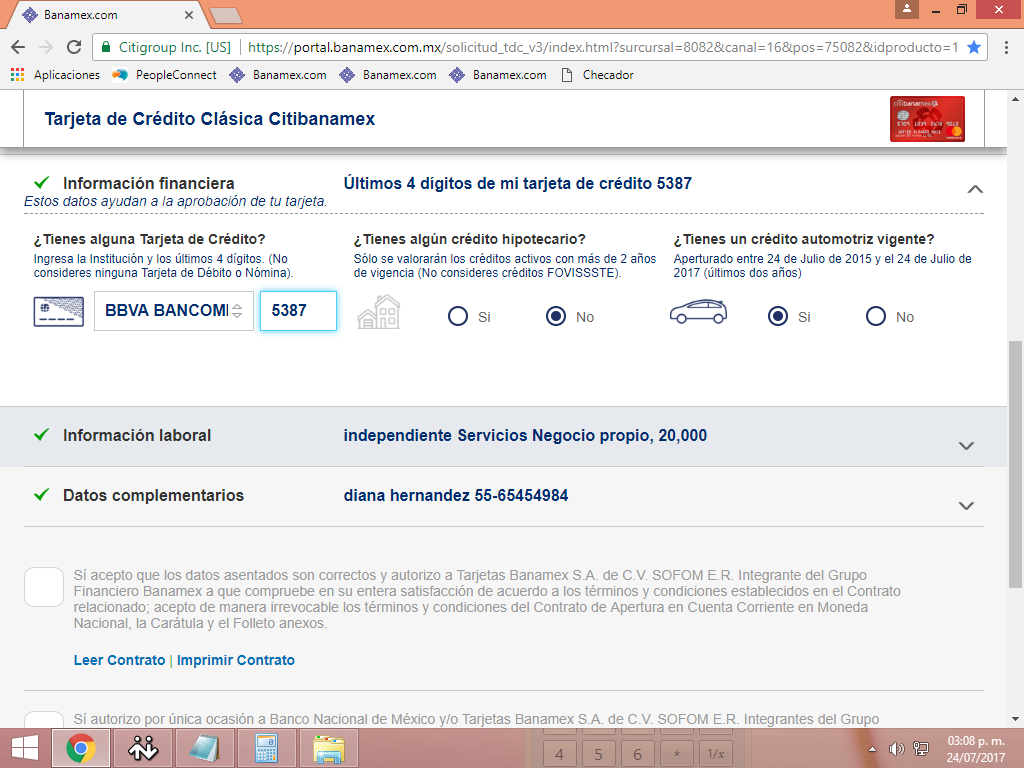 Banamex.com
Citigroup Inc. [US]
https://portal.banamex.com.mx/solicitud_tdc_v3/index.html?surcursal=8082&canal=16&pos=75082&idproducto=1
Aplicaciones
PeopleConnect
Banamex.com
Banamex.com
Banamex.com
Checador
Tarjeta de Crédito Clásica Citibanamex
citibanamex
Información financiera
Últimos 4 dígitos de mi tarjeta de crédito 5387
Estos datos ayudan a la aprobación de tu tarjeta.
¿Tienes alguna Tarjeta de Crédito?
Ingresa la Institución y los últimos 4 dígitos. (No
consideres ninguna Tarjeta de Débito o Nómina).
BBVA BANCOM
5387
¿Tienes algún crédito hipotecario?
Sólo se valorarán los créditos activos con más de 2 años
de vigencia (No consideres créditos FOVISSSTE).
Si
No
¿Tienes un crédito automotriz vigente?
Aperturado entre 24 de Julio de 2015 y el 24 de Julio de
2017 (últimos dos años)
Si
No
Información laboral
independiente Servicios Negocio propio, 20,000
Datos complementarios
diana hernandez 55-65454984
Sí acepto que los datos asentados son correctos y autorizo a Tarjetas Banamex S.A. de C.V. SOFOM E.R. Integrante del Grupo
Financiero Banamex a que compruebe en su entera satisfacción de acuerdo a los términos y condiciones establecidos en el Contrato
relacionado; acepto de manera irrevocable los términos y condiciones del Contrato de Apertura en Cuenta Corriente en Moneda
Nacional, la Carátula y el Folleto anexos.
Leer Contrato | Imprimir Contrato
Sí autorizo por única ocasión a Banco Nacional de México y/o Tarjetas Banamex S.A. de C.V. SOFOM E.R. Integrantes del Grupo
4
5
6
*
1/x
03:08 p. m.
24/07/2017